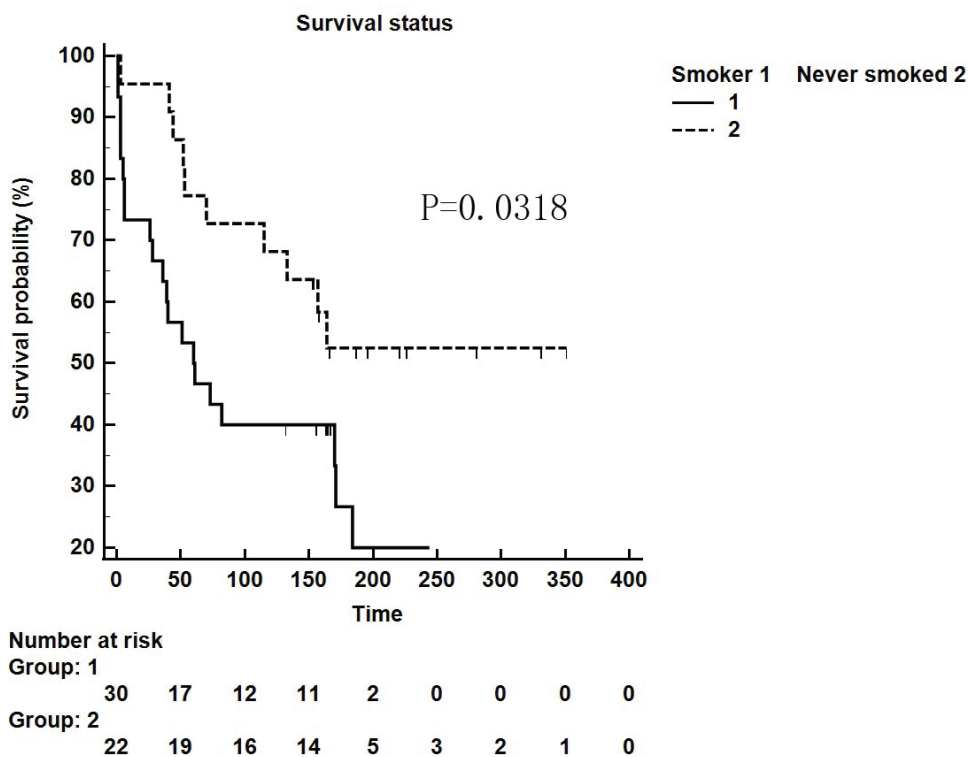 Survival status
Smoker 1 Never smoked 2
1
2
P=0.0318
Survival probability (%)
100
90
80
70
60
50
40
30
20
0 50 100 150 200 250 300 350 400
Time
Number at risk
Group: 1
30 17 12 11 2 0 0 0 0
Group: 2
22 19 16 14 5 3 2 1 0